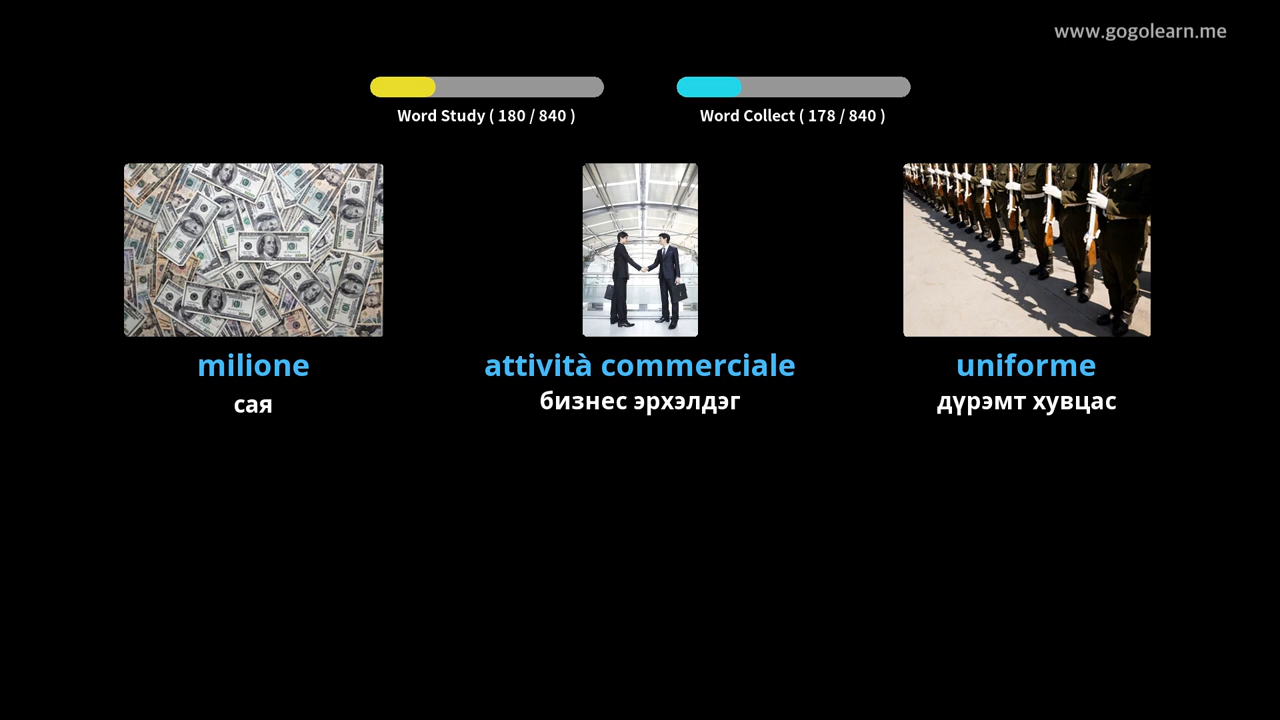 www.gogolearn.me
Word Study ( 180 / 840 )
Word Collect ( 178 / 840 )
milione
attività commerciale
uniforme
сая
бизнес эрхэлдэг
дүрэмт хувцас